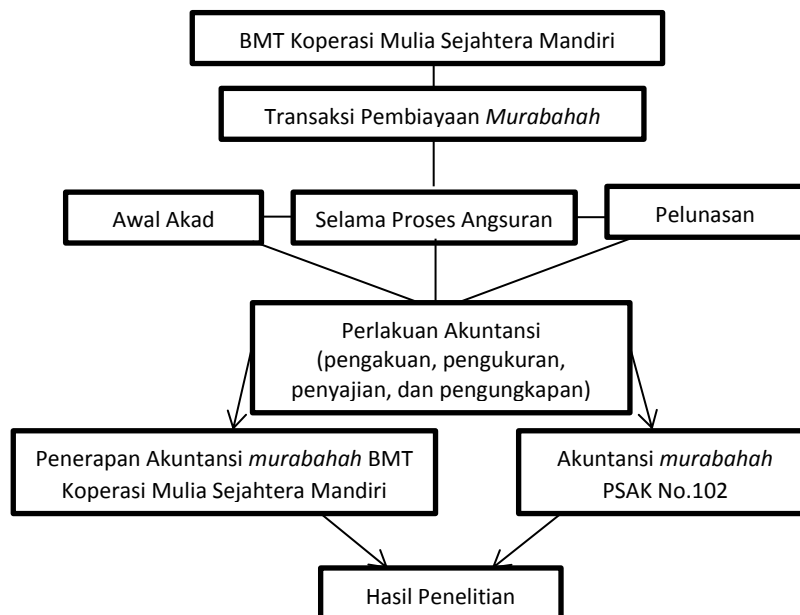 BMT Koperasi Mulia Sejahtera Mandiri
Transaksi Pembiayaan Murabahah
Awal Akad
Selama Proses Angsuran
Pelunasan
Perlakuan Akuntansi
(pengakuan, pengukuran,
penyajian, dan pengungkapan)
Penerapan Akuntansi murabahah BMT
Koperasi Mulia Sejahtera Mandiri
Akuntansi murabahah
PSAK No.102
Hasil Penelitian